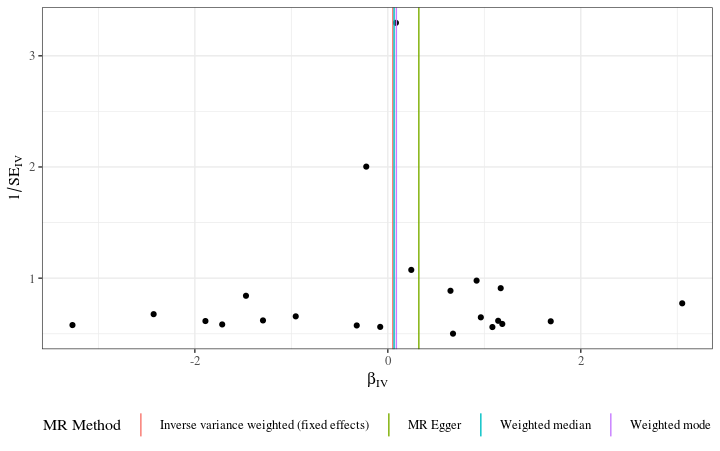 3
2
1
1/SE_IV
-2
0
2
β_IV
MR Method
Inverse variance weighted (fixed effects)
MR Egger
Weighted median
Weighted mode